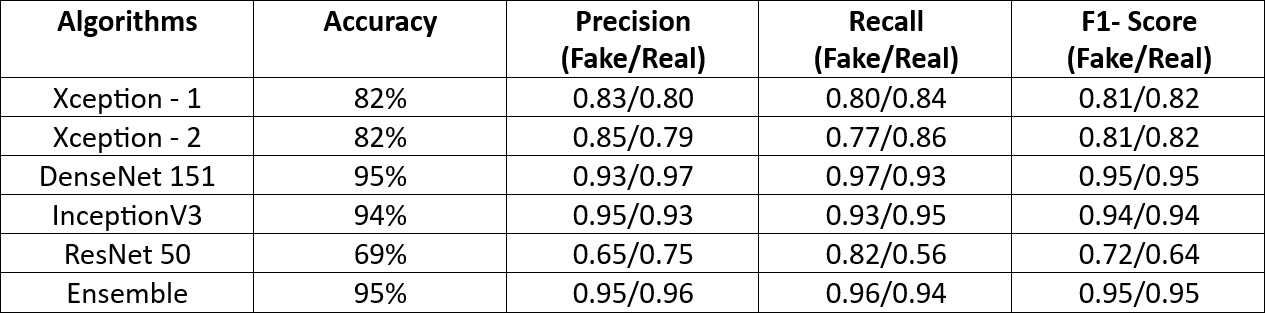 Algorithms Accuracy Precision (Fake/Real) Recall (Fake/Real) F1- Score (Fake/Real)
Xception - 1 82% 0.83/0.80 0.80/0.84 0.81/0.82
Xception - 2 82% 0.85/0.79 0.77/0.86 0.81/0.82
DenseNet 151 95% 0.93/0.97 0.97/0.93 0.95/0.95
InceptionV3 94% 0.95/0.93 0.93/0.95 0.94/0.94
ResNet 50 69% 0.65/0.75 0.82/0.56 0.72/0.64
Ensemble 95% 0.95/0.96 0.96/0.94 0.95/0.95